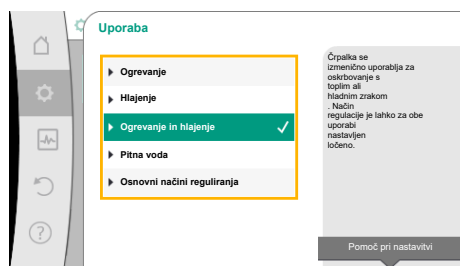 Uporaba
Ogrevanje
Hlajenje
Ogrevanje in hlajenje
Pitna voda
Osnovni načini reguliranja
Črpalka se
izmenično uporablja za
oskrbovanje s
toplim ali
hladnim zrakom
. Način
regulacije je lahko za obe
uporabi
nastavljen
ločeno.
Pomoč pri nastavitvi
?